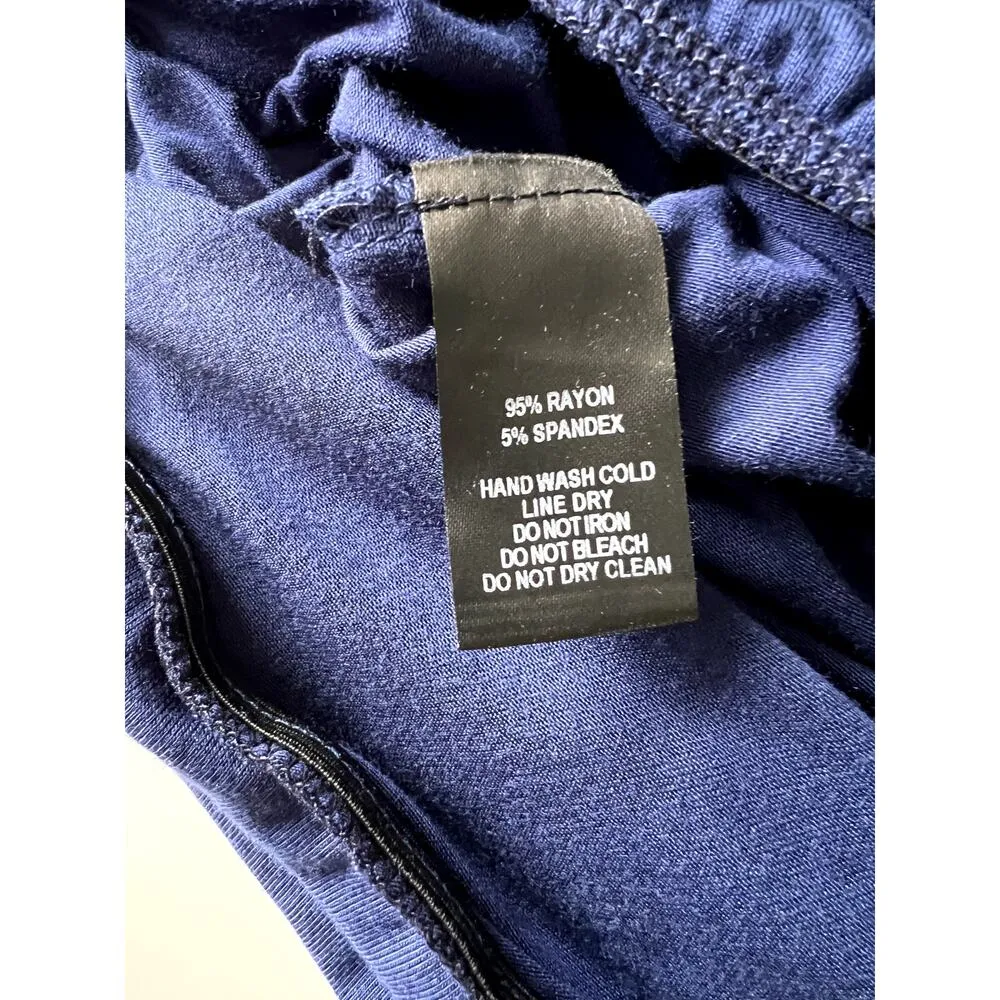 95% RAYON
5% SPANDEX
HAND WASH COLD
LINE DRY
DO NOT IRON
DO NOT BLEACH
DO NOT DRY CLEAN